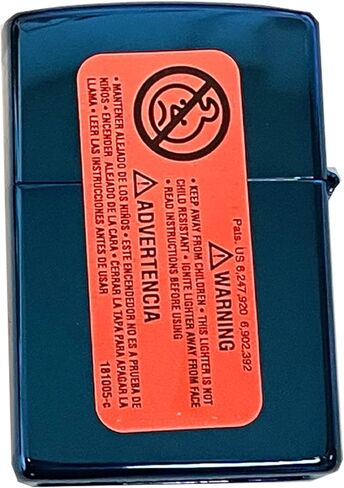 Pats. US 6,247,920 6,902,392
⚠ WARNING
• KEEP AWAY FROM CHILDREN • THIS LIGHTER IS NOT
CHILD RESISTANT • IGNITE LIGHTER AWAY FROM FACE
• READ INSTRUCTIONS BEFORE USING
⚠ ADVERTENCIA
• MANTENER ALEJADO DE LOS NIÑOS • ESTE ENCENDEDOR NO ES A PRUEBA DE
NIÑOS • ENCENDER ALEJADO DE LA CARA • CERRAR LA TAPA PARA APAGAR LA
LLAMA • LEER LAS INSTRUCCIONES ANTES DE USAR
181005-c